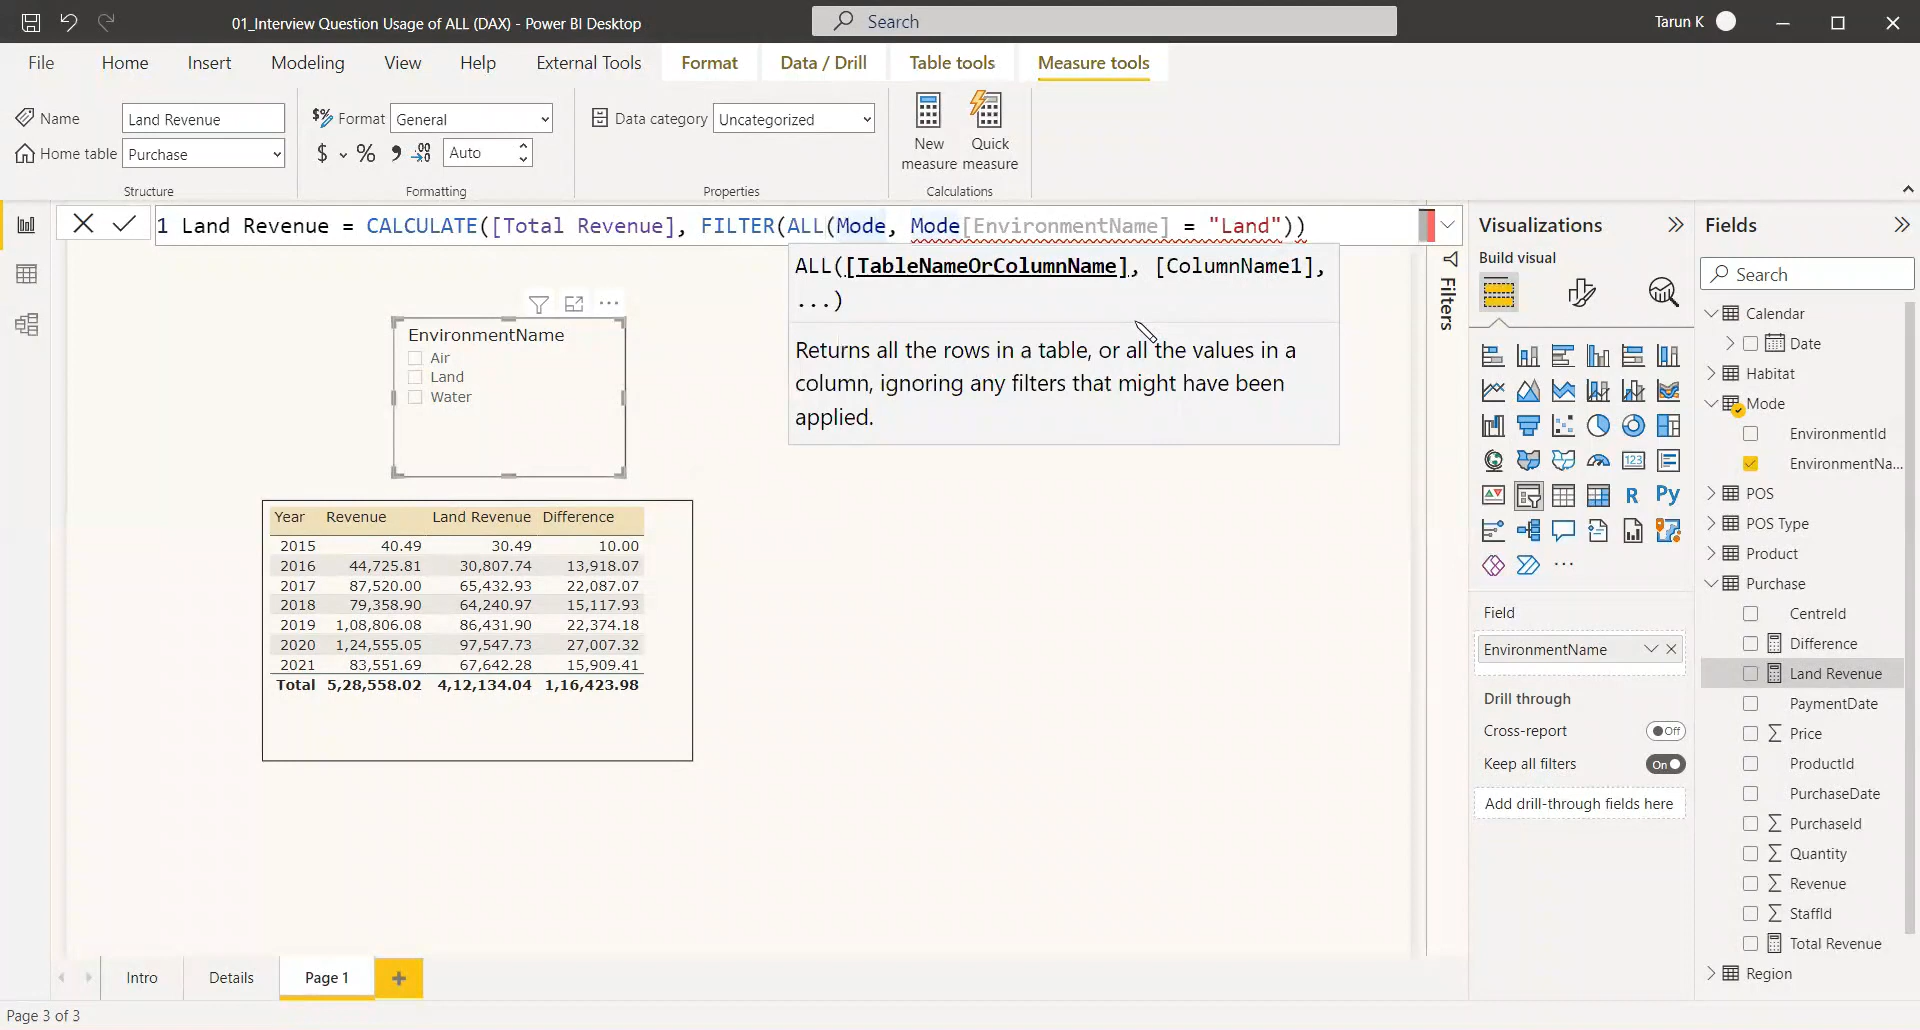 01_Interview Question Usage of ALL (DAX) - Power BI Desktop
Search
Tarun K
File
Home
Insert
Modeling
View
Help
External Tools
Format
Data / Drill
Table tools
Measure tools
Name
Land Revenue
Format
General
Data category
Uncategorized
New measure
Quick measure
Home table
Purchase
$
%
Auto
Structure
Formatting
Properties
Calculations
1 Land Revenue = CALCULATE([Total Revenue], FILTER(ALL(Mode, Mode[EnvironmentName] = "Land"))
ALL([TableNameOrColumnName], [ColumnName1],
...)
Returns all the rows in a table, or all the values in a
column, ignoring any filters that might have been
applied.
EnvironmentName
Air
Land
Water
Year Revenue Land Revenue Difference
2015 40.49 30.49 10.00
2016 44,725.81 30,807.74 13,918.07
2017 87,520.00 65,432.93 22,087.07
2018 79,358.90 64,240.97 15,117.93
2019 1,08,806.08 86,431.90 22,374.18
2020 1,24,555.05 97,547.73 27,007.32
2021 83,551.69 67,642.28 15,909.41
Total 5,28,558.02 4,12,134.04 1,16,423.98
Filters
Visualizations
Build visual
123
R
Py
Field
EnvironmentName
Drill through
Cross-report
Off
Keep all filters
On
Add drill-through fields here
Fields
Search
Calendar
Date
Habitat
Mode
EnvironmentId
EnvironmentNa...
POS
POS Type
Product
Purchase
CentreId
Difference
Land Revenue
PaymentDate
Price
ProductId
PurchaseDate
PurchaseId
Quantity
Revenue
StaffId
Total Revenue
Region
Intro
Details
Page 1
Page 3 of 3